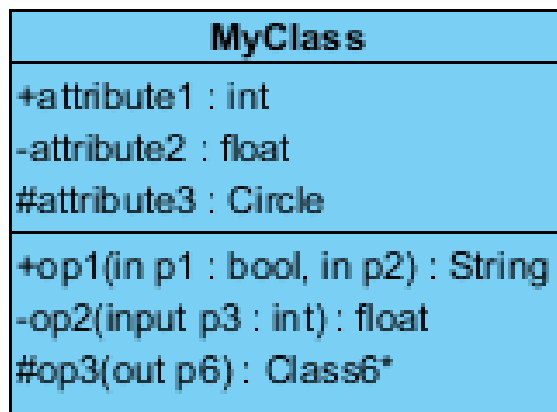 MyClass
+attribute1 : int
-attribute2 : float
#attribute3 : Circle
+op1(in p1 : bool, in p2) : String
-op2(input p3 : int) : float
#op3(out p6) : Class6*